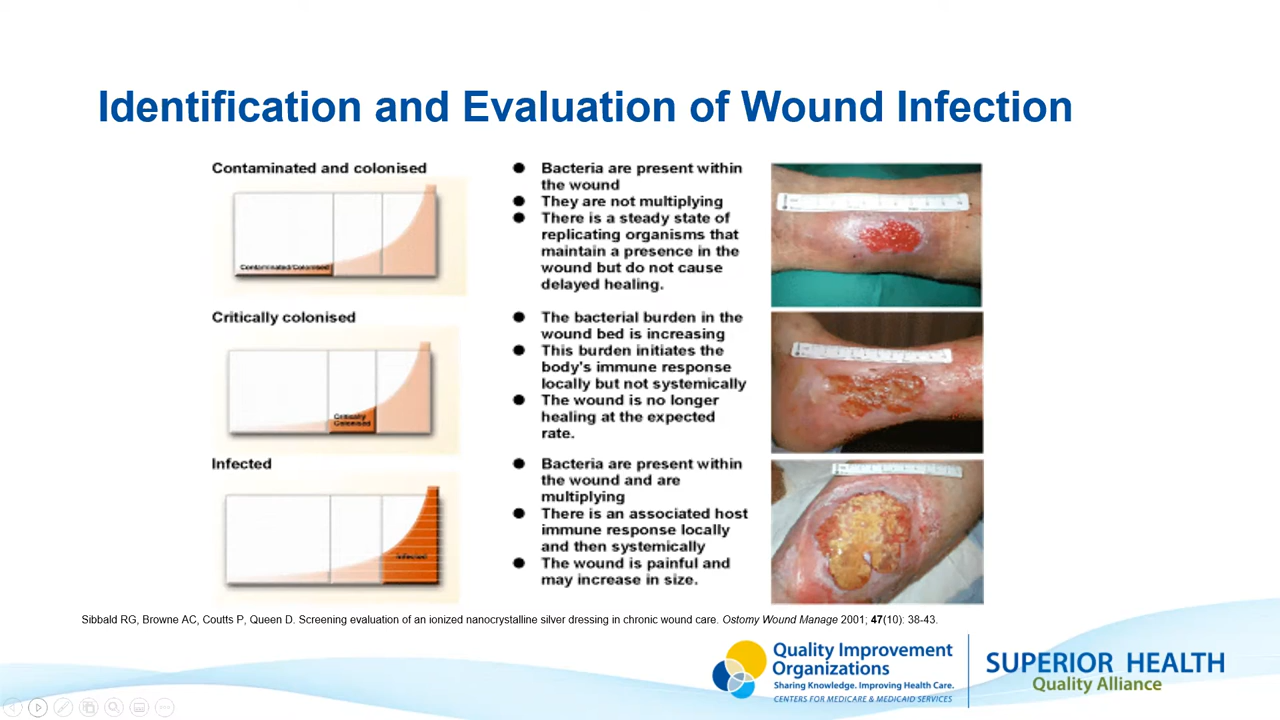 Identification and Evaluation of Wound Infection
Contaminated and colonised
Contaminated/Colonised
● Bacteria are present within
the wound
● They are not multiplying
● There is a steady state of
replicating organisms that
maintain a presence in the
wound but do not cause
delayed healing.
Critically colonised
Critically
Colonised
● The bacterial burden in the
wound bed is increasing
● This burden initiates the
body's immune response
locally but not systemically
● The wound is no longer
healing at the expected
rate.
Infected
Infected
● Bacteria are present within
the wound and are
multiplying
● There is an associated host
immune response locally
and then systemically
● The wound is painful and
may increase in size.
Sibbald RG, Browne AC, Coutts P, Queen D. Screening evaluation of an ionized nanocrystalline silver dressing in chronic wound care. Ostomy Wound Manage 2001; 47(10): 38-43.
Quality Improvement
Organizations
Sharing Knowledge. Improving Health Care.
CENTERS FOR MEDICARE & MEDICAID SERVICES
SUPERIOR HEALTH
Quality Alliance